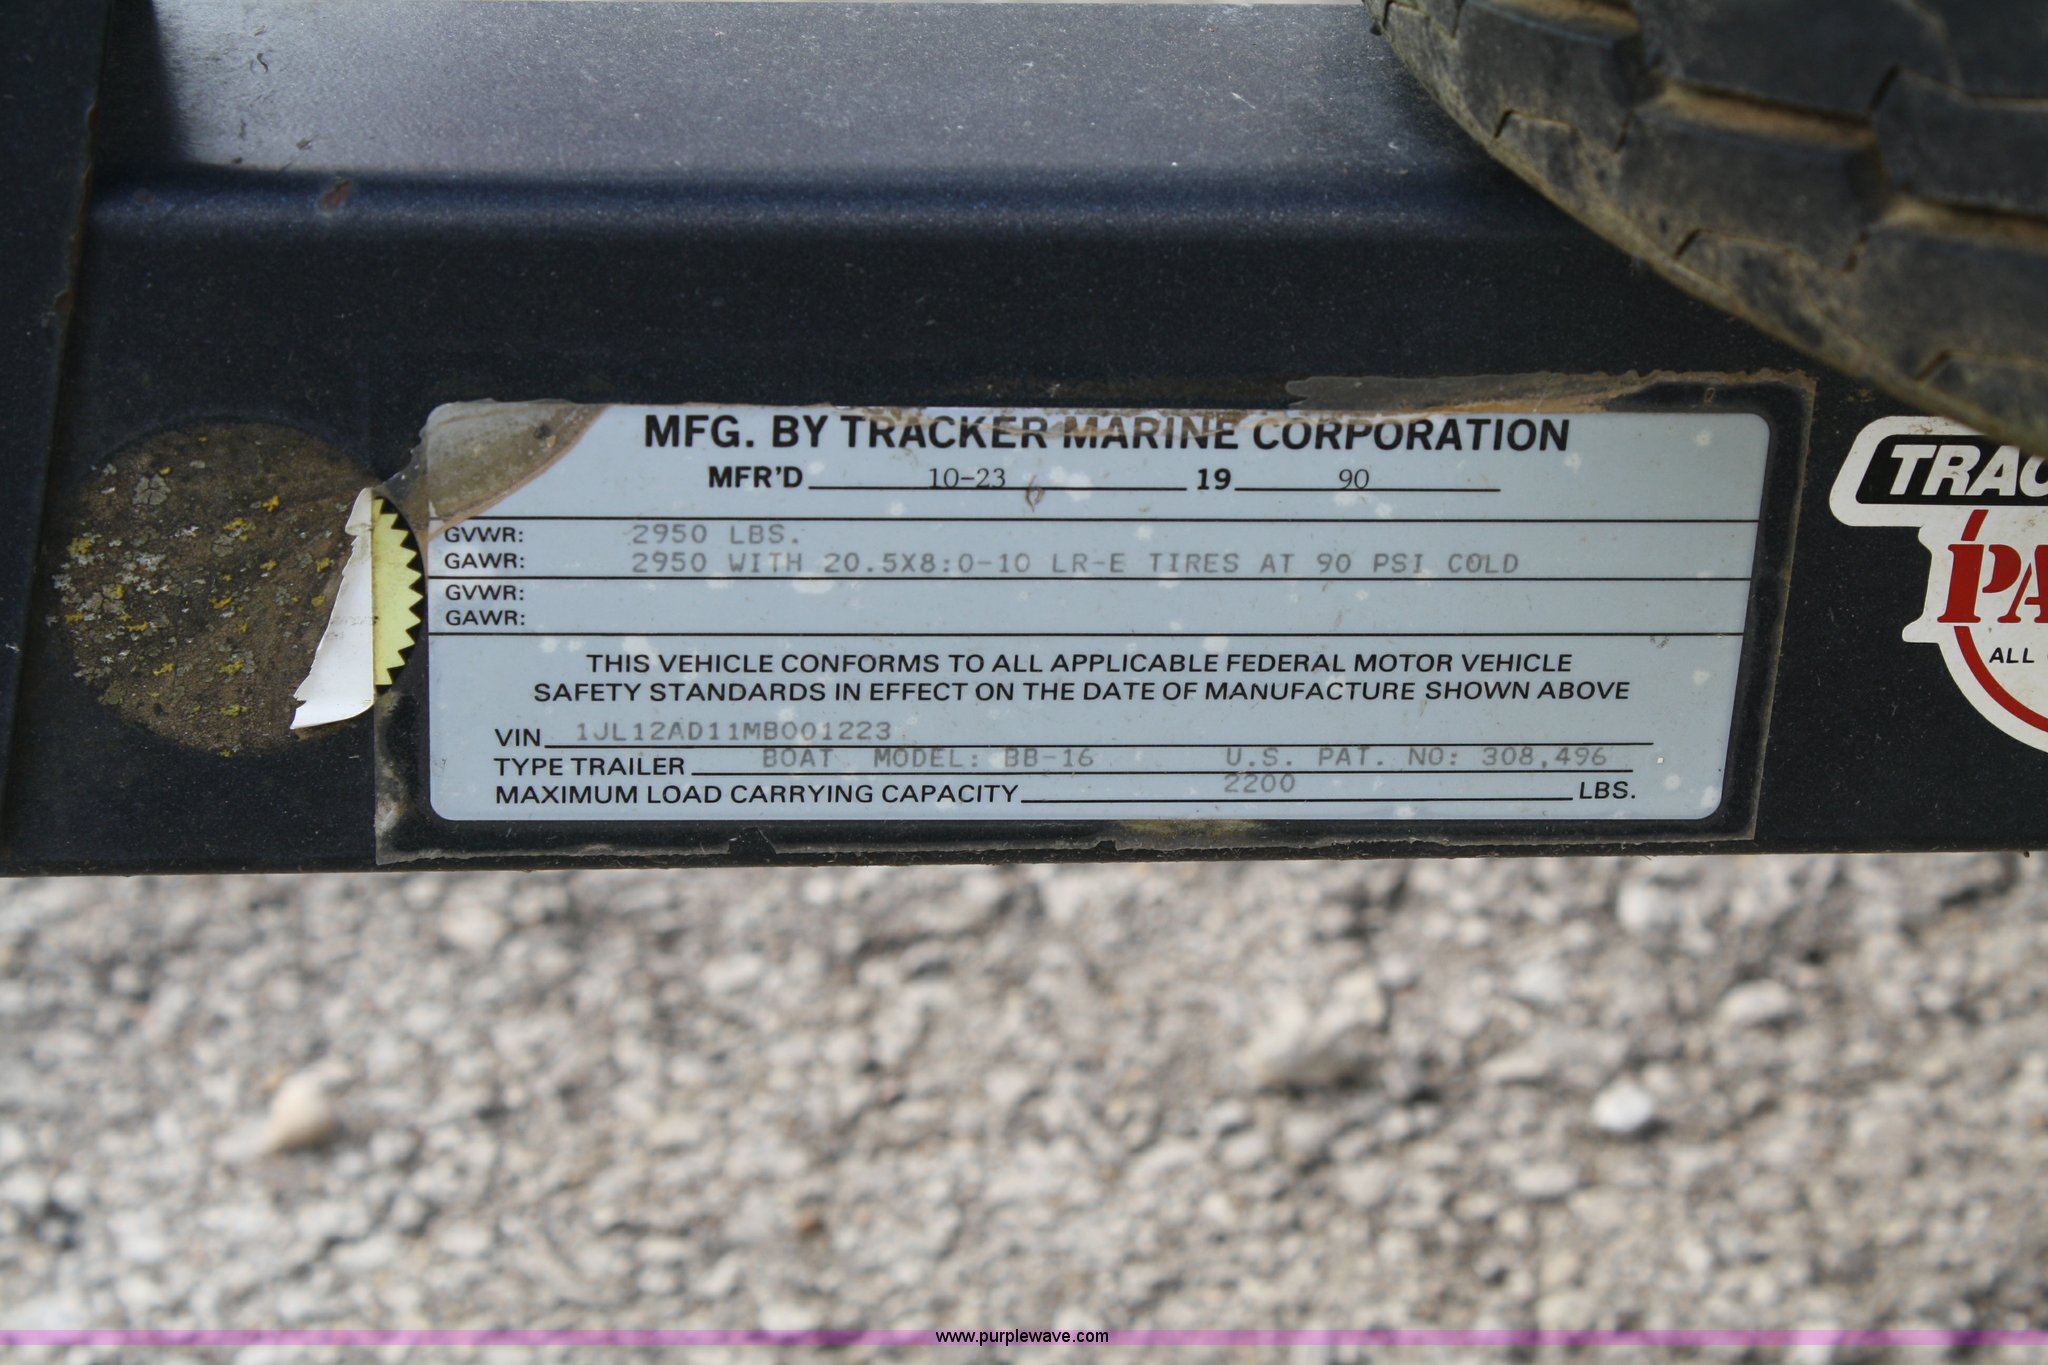 MFG. BY TRACKER MARINE CORPORATION
MFR'D 10-23 19 90
GVWR: 2950 LBS.
GAWR: 2950 WITH 20.5X8:0-10 LR-E TIRES AT 90 PSI COLD
GVWR:
GAWR:
THIS VEHICLE CONFORMS TO ALL APPLICABLE FEDERAL MOTOR VEHICLE
SAFETY STANDARDS IN EFFECT ON THE DATE OF MANUFACTURE SHOWN ABOVE
VIN 1JL12AD11MB001223
TYPE TRAILER BOAT MODEL: BB-16 U.S. PAT. NO: 308,496
MAXIMUM LOAD CARRYING CAPACITY 2200 LBS.
TRAC
PA
ALL
www.purplewave.com